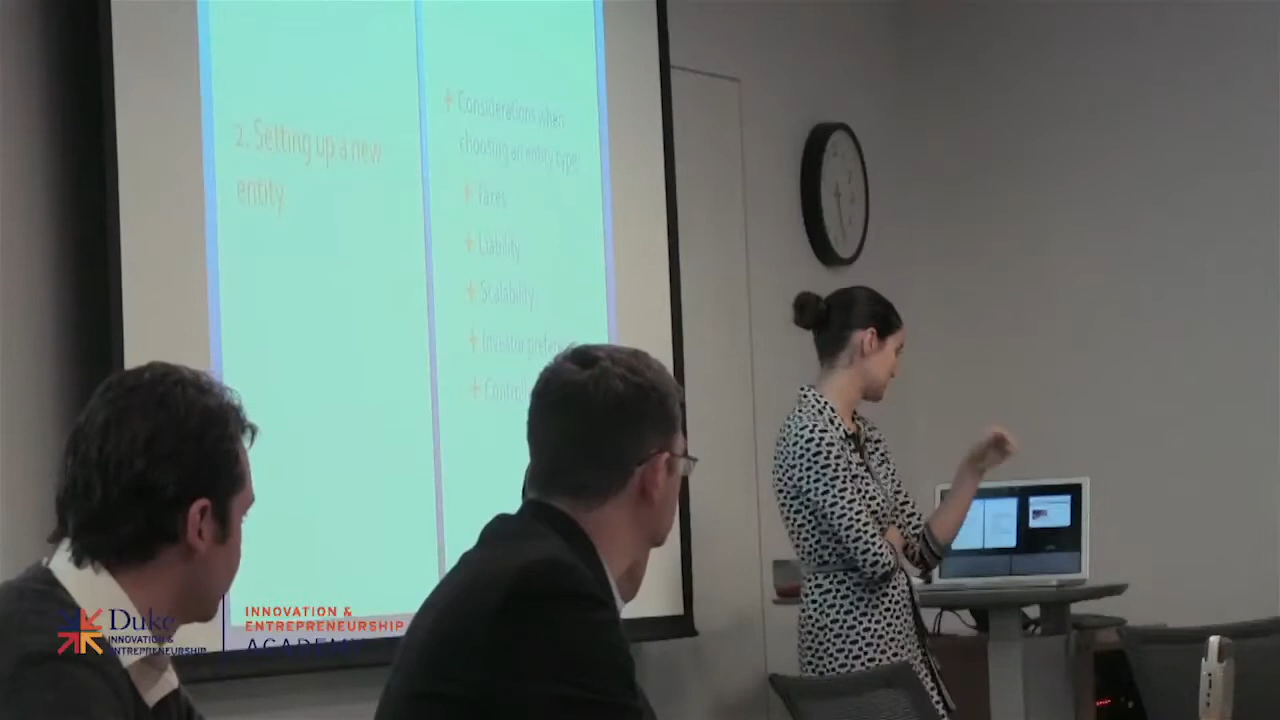 2. Setting up a new
entity
+ Considerations when
choosing an entity type
+ Taxes
+ Liability
+ Scalability
+ Investor
+ Control
Duke
INNOVATION &
ENTREPRENEURSHIP
INNOVATION &
ENTREPRENEURSHIP
ACADEMY